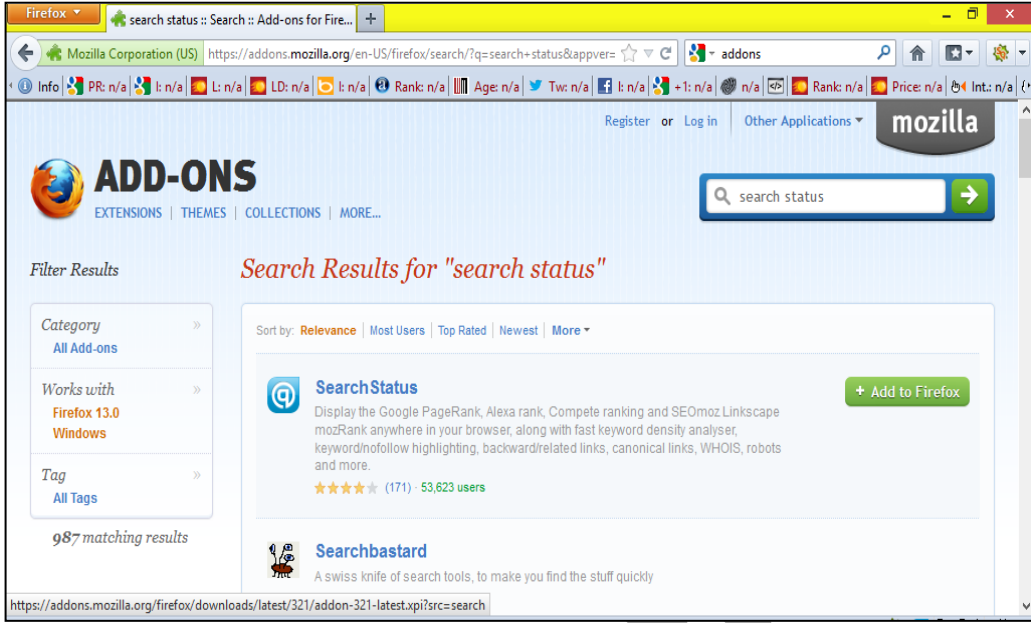 Firefox
search status :: Search :: Add-ons for Fire...
Mozilla Corporation (US) https://addons.mozilla.org/en-US/firefox/search/?q=search+status&appver= addons
Info PR: n/a I: n/a L: n/a LD: n/a I: n/a Rank: n/a Age: n/a Tw: n/a I: n/a +1: n/a n/a Rank: n/a Price: n/a Int.: n/a
Register or Log in Other Applications
mozilla
ADD-ONS
EXTENSIONS | THEMES | COLLECTIONS | MORE...
search status
Filter Results
Search Results for "search status"
Category »
All Add-ons
Works with »
Firefox 13.0
Windows
Tag »
All Tags
987 matching results
Sort by: Relevance | Most Users | Top Rated | Newest | More
SearchStatus
+ Add to Firefox
Display the Google PageRank, Alexa rank, Compete ranking and SEOmoz Linkscape
mozRank anywhere in your browser, along with fast keyword density analyser,
keyword/nofollow highlighting, backward/related links, canonical links, WHOIS, robots
and more.
(171) · 53,623 users
Searchbastard
A swiss knife of search tools, to make you find the stuff quickly
https://addons.mozilla.org/firefox/downloads/latest/321/addon-321-latest.xpi?src=search